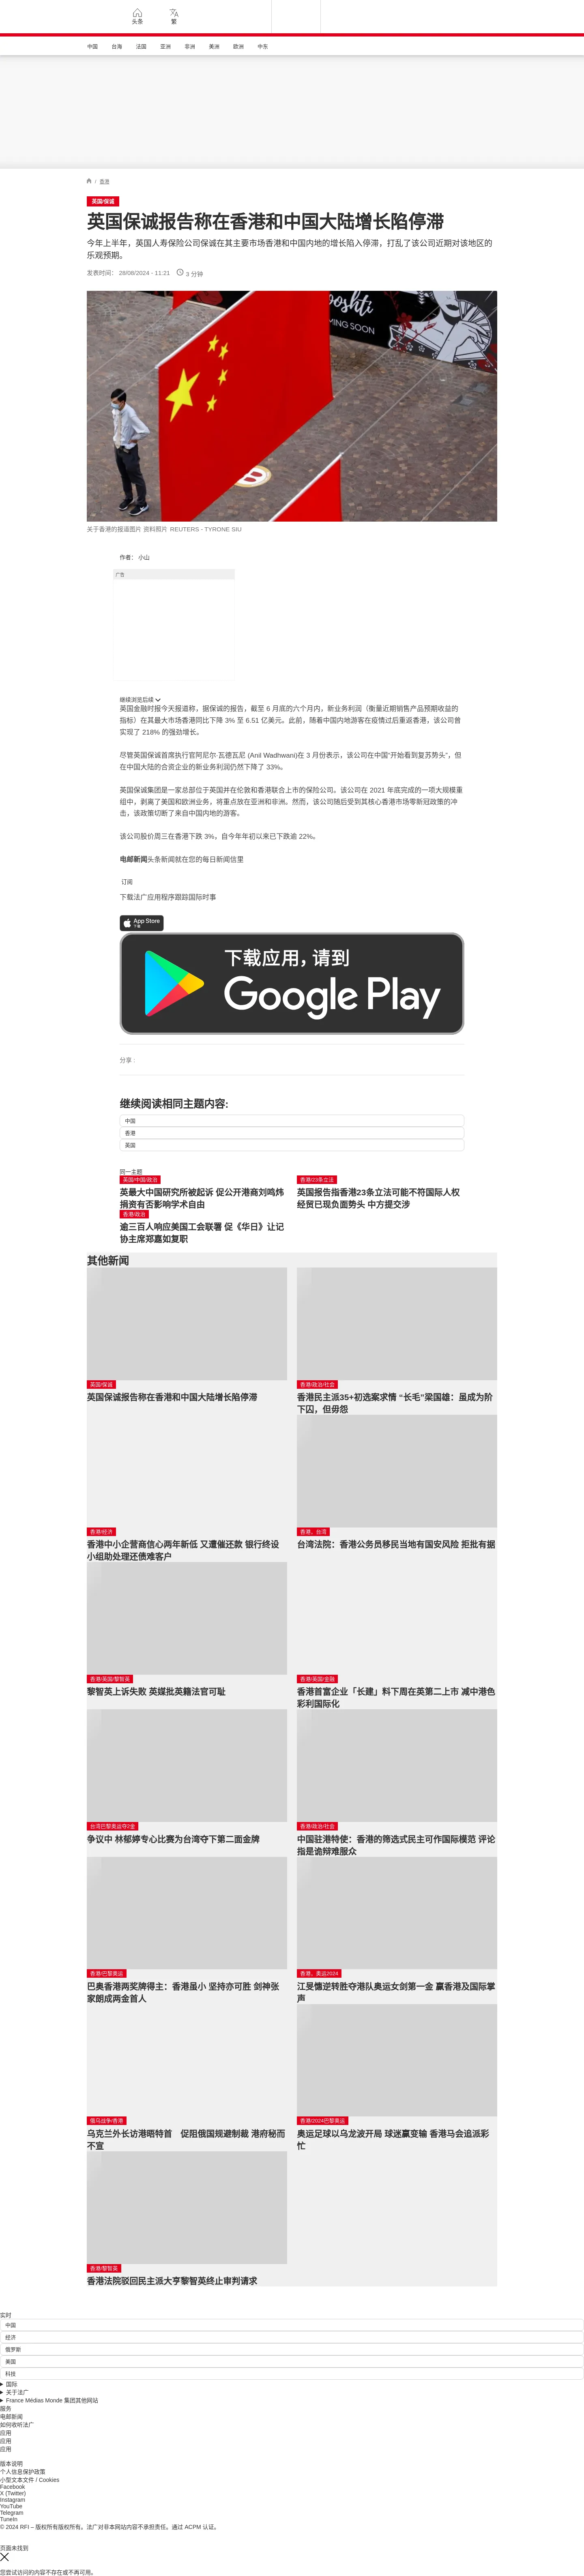 头条
繁
中国
台海
法国
亚洲
非洲
美洲
欧洲
中东
/ 香港
英国/保诚
英国保诚报告称在香港和中国大陆增长陷停滞
今年上半年，英国人寿保险公司保诚在其主要市场香港和中国内地的增长陷入停滞，打乱了该公司近期对该地区的
乐观预期。
发表时间： 28/08/2024 - 11:21 3 分钟
oshti
MING SOON
关于香港的报道图片 资料照片 REUTERS - TYRONE SIU
作者： 小山
广告
继续浏览后续
英国金融时报今天报道称，据保诚的报告，截至 6 月底的六个月内，新业务利润（衡量近期销售产品预期收益的
指标）在其最大市场香港同比下降 3% 至 6.51 亿美元。此前，随着中国内地游客在疫情过后重返香港，该公司曾
实现了 218% 的强劲增长。
尽管英国保诚首席执行官阿尼尔·瓦德瓦尼 (Anil Wadhwani)在 3 月份表示，该公司在中国“开始看到复苏势头”，但
在中国大陆的合资企业的新业务利润仍然下降了 33%。
英国保诚集团是一家总部位于英国并在伦敦和香港联合上市的保险公司。该公司在 2021 年底完成的一项大规模重
组中，剥离了美国和欧洲业务，将重点放在亚洲和非洲。然而，该公司随后受到其核心香港市场零新冠政策的冲
击，该政策切断了来自中国内地的游客。
该公司股价周三在香港下跌 3%，自今年年初以来已下跌逾 22%。
电邮新闻头条新闻就在您的每日新闻信里
订阅
下载法广应用程序跟踪国际时事
App Store
下载
下载应用，请到
Google Play
分享 :
继续阅读相同主题内容:
中国
香港
英国
同一主题
英国/中国/政治
英最大中国研究所被起诉 促公开港商刘鸣炜
捐资有否影响学术自由
香港/23条立法
英国报告指香港23条立法可能不符国际人权
经贸已现负面势头 中方提交涉
香港/政治
逾三百人响应美国工会联署 促《华日》让记
协主席郑嘉如复职
其他新闻
英国/保诚
英国保诚报告称在香港和中国大陆增长陷停滞
香港/政治/社会
香港民主派35+初选案求情 “长毛”梁国雄：虽成为阶
下囚，但毋怨
香港/经济
香港中小企营商信心两年新低 又遭催还款 银行终设
小组助处理还债难客户
香港、台湾
台湾法院：香港公务员移民当地有国安风险 拒批有据
香港/英国/黎智英
黎智英上诉失败 英媒批英籍法官可耻
香港/英国/金融
香港首富企业「长建」料下周在英第二上市 减中港色
彩利国际化
台湾巴黎奥运夺2金
争议中 林郁婷专心比赛为台湾夺下第二面金牌
香港/政治/社会
中国驻港特使：香港的筛选式民主可作国际模范 评论
指是诡辩难服众
香港/巴黎奥运
巴奥香港两奖牌得主：香港虽小 坚持亦可胜 剑神张
家朗成两金首人
香港、奥运2024
江旻憓逆转胜夺港队奥运女剑第一金 赢香港及国际掌
声
俄乌战争/香港
乌克兰外长访港晤特首　促阻俄国规避制裁 港府秘而
不宣
香港/2024巴黎奥运
奥运足球以乌龙波开局 球迷赢变输 香港马会追派彩
忙
香港/黎智英
香港法院驳回民主派大亨黎智英终止审判请求
实时
中国
经济
俄罗斯
美国
科技
国际
关于法广
France Médias Monde 集团其他网站
服务
电邮新闻
如何收听法广
应用
应用
应用
版本说明
个人信息保护政策
小型文本文件 / Cookies
Facebook
X (Twitter)
Instagram
YouTube
Telegram
TuneIn
© 2024 RFI – 版权所有版权所有。法广对非本网站内容不承担责任。通过 ACPM 认证。
页面未找到
您尝试访问的内容不存在或不再可用。